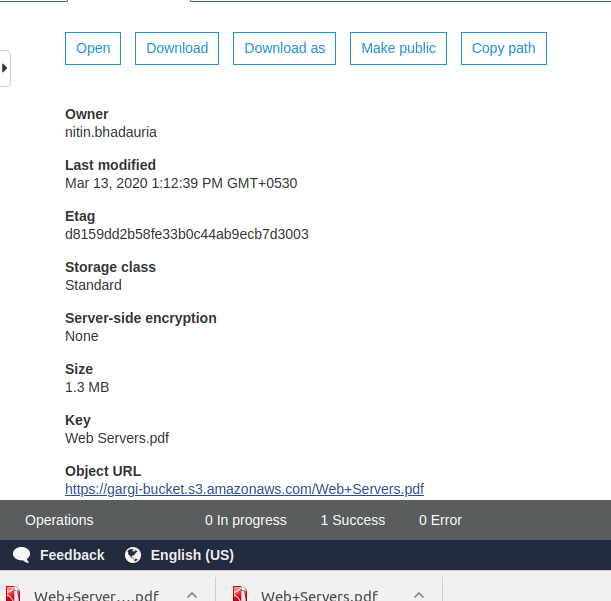 Open Download Download as Make public Copy path
Owner
nitin.bhadauria
Last modified
Mar 13, 2020 1:12:39 PM GMT+0530
Etag
d8159dd2b58fe33b0c44ab9ecb7d3003
Storage class
Standard
Server-side encryption
None
Size
1.3 MB
Key
Web Servers.pdf
Object URL
https://gargi-bucket.s3.amazonaws.com/Web+Servers.pdf
Operations 0 In progress 1 Success 0 Error
Feedback English (US)
Web+Server....pdf Web+Servers.pdf